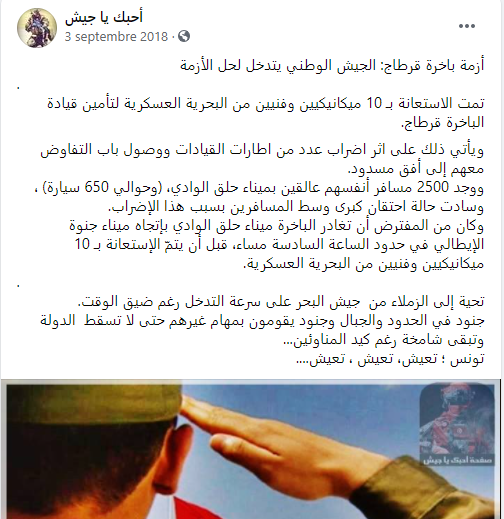 أحبك يا جيش
3 septembre 2018 ·
أزمة باخرة قرطاج: الجيش الوطني يتدخل لحل الأزمة
.
تمت الاستعانة بـ 10 ميكانيكيين وفنيين من البحرية العسكرية لتأمين قيادة
الباخرة قرطاج.
ويأتي ذلك على اثر اضراب عدد من اطارات القيادات ووصول باب التفاوض
معهم إلى أفق مسدود.
ووجد 2500 مسافر أنفسهم عالقين بميناء حلق الوادي، (وحوالي 650 سيارة) ،
وسادت حالة احتقان كبرى وسط المسافرين بسبب هذا الإضراب.
وكان من المفترض أن تغادر الباخرة ميناء حلق الوادي بإتجاه ميناء جنوة
الإيطالي في حدود الساعة السادسة مساء، قبل أن يتمّ الإستعانة بـ 10
ميكانيكيين وفنيين من البحرية العسكرية.
.
تحية إلى الزملاء من جيش البحر على سرعة التدخل رغم ضيق الوقت.
جنود في الحدود والجبال وجنود يقومون بمهام غيرهم حتى لا تسقط الدولة
وتبقى شامخة رغم كيد المناوئين...
تونس ؛ تعيش، تعيش ، تعيش....
صفحة أحبك يا جيش